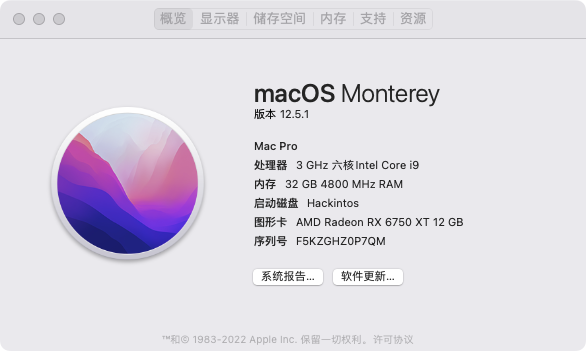 概览 显示器 储存空间 内存 支持 资源
macOS Monterey
版本 12.5.1
Mac Pro
处理器 3 GHz 六核Intel Core i9
内存 32 GB 4800 MHz RAM
启动磁盘 Hackintos
图形卡 AMD Radeon RX 6750 XT 12 GB
序列号 F5KZGHZ0P7QM
系统报告... 软件更新...
™和© 1983-2022 Apple Inc. 保留一切权利。许可协议